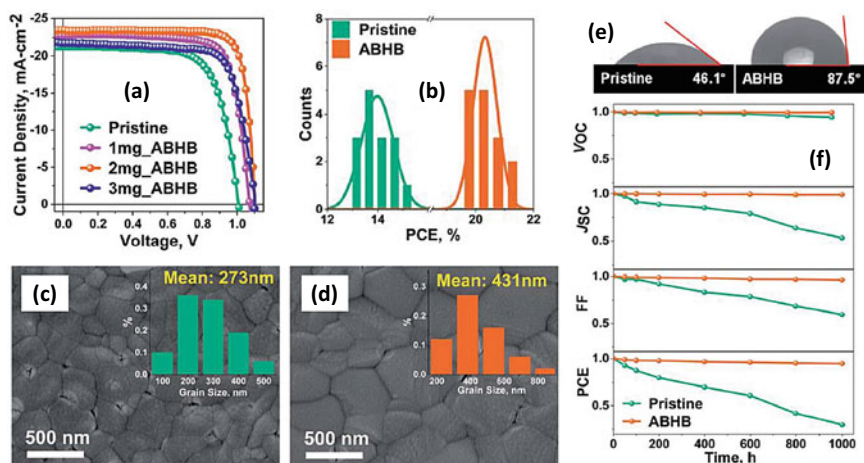 (a)
Current Density, mA-cm-2
-25
-20
-15
-10
-5
0
Pristine
1mg_ABHB
2mg_ABHB
3mg_ABHB
0.0 0.2 0.4 0.6 0.8 1.0
Voltage, V
(b)
Counts
8
6
4
2
0
Pristine
ABHB
12 14 20 22
PCE, %
(c)
Mean: 273nm
%
0.4
0.3
0.2
0.1
0.0
100 200 300 400 500
Grain Size, nm
500 nm
(d)
Mean: 431nm
%
0.4
0.3
0.2
0.1
0.0
200 400 600 800
Grain Size, nm
500 nm
(e)
Pristine 46.1°
ABHB 87.5°
(f)
VOC
1.0
0.5
JSC
1.0
0.5
FF
1.0
0.5
PCE
1.0
0.5
Pristine
ABHB
0 200 400 600 800 1000
Time, h